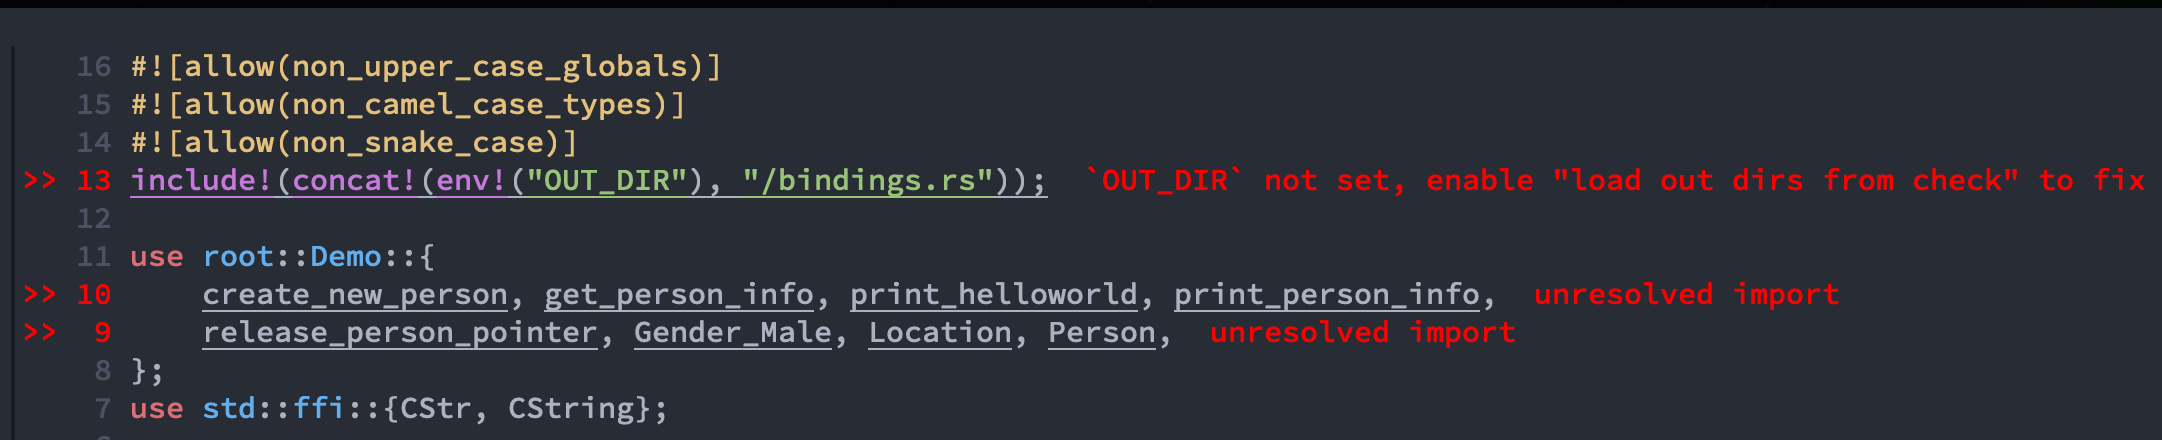 16 #![allow(non_upper_case_globals)]
15 #![allow(non_camel_case_types)]
14 #![allow(non_snake_case)]
>> 13 include!(concat!(env!("OUT_DIR"), "/bindings.rs")); `OUT_DIR` not set, enable "load out dirs from check" to fix
12
11 use root::Demo::{
>> 10 create_new_person, get_person_info, print_helloworld, print_person_info, unresolved import
>> 9 release_person_pointer, Gender_Male, Location, Person, unresolved import
8 };
7 use std::ffi::{CStr, CString};